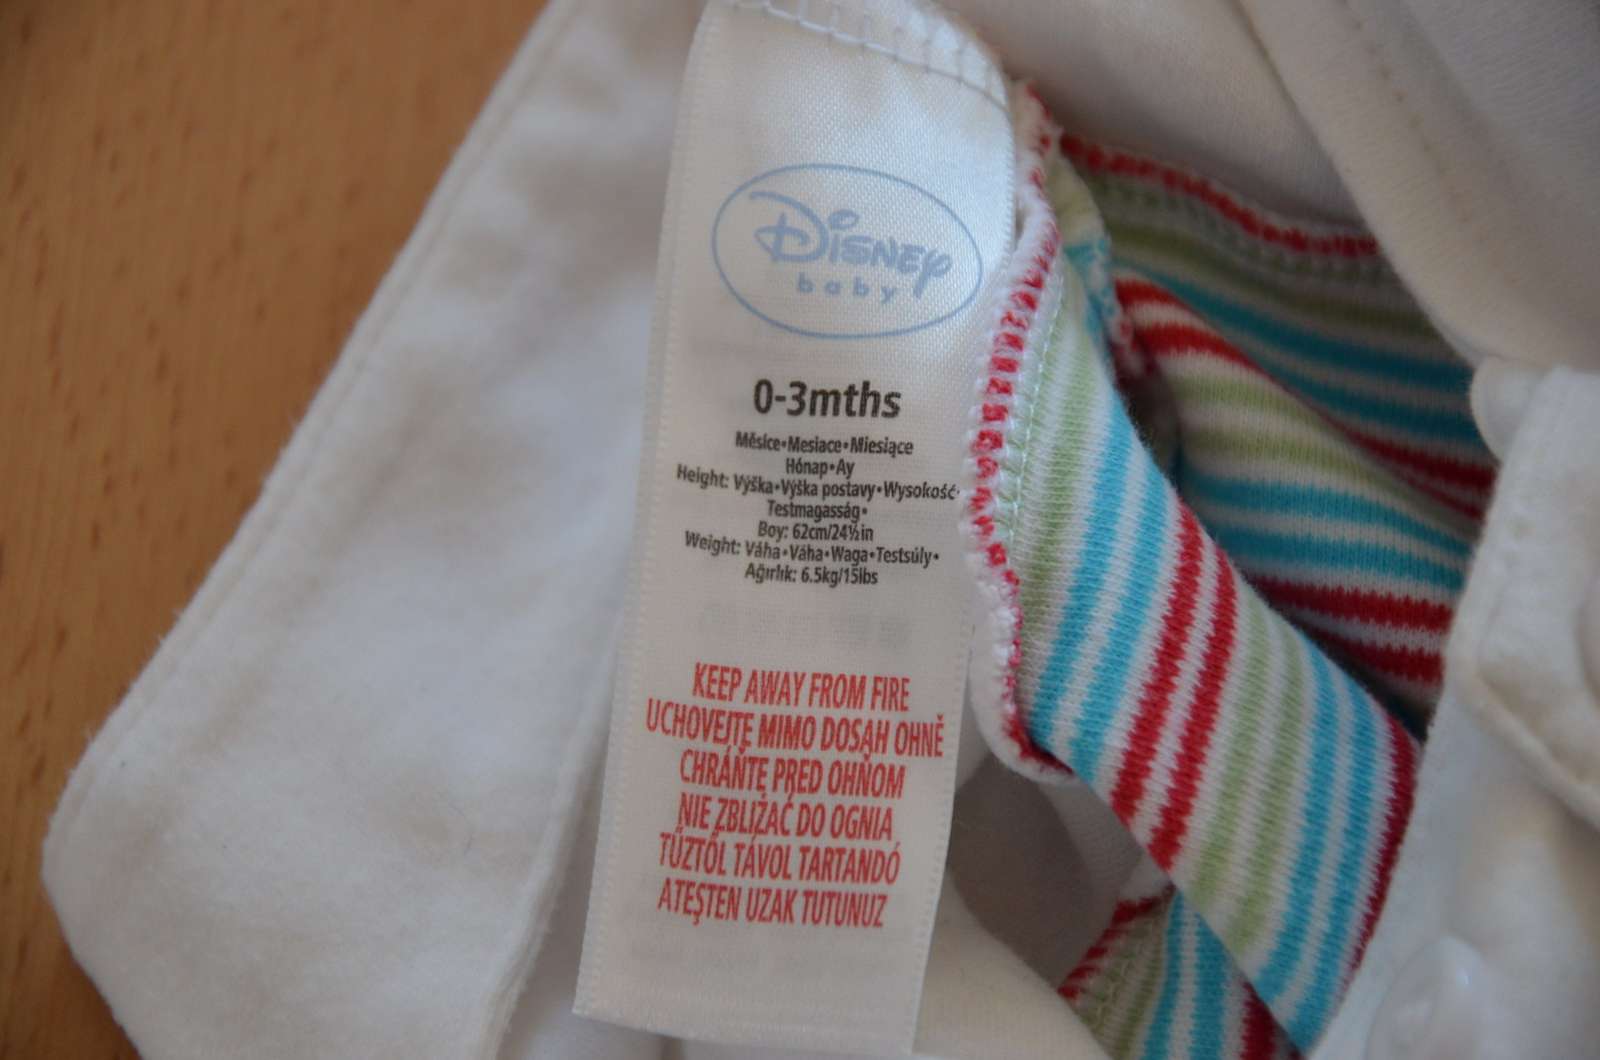 Disney
baby
0-3mths
Měsíce•Mesiace•Miesiące
Hónap•Ay
Height: Výška•Výška postavy•Wysokość•
Testmagasság•
Boy: 62cm/24½in
Weight: Váha•Váha•Waga•Testsúly•
Ağırlık: 6.5kg/15lbs
KEEP AWAY FROM FIRE
UCHOVEJTE MIMO DOSAH OHNĚ
CHRÁŇTE PRED OHŇOM
NIE ZBLIŻAĆ DO OGNIA
TŰZTŐL TÁVOL TARTANDÓ
ATEŞTEN UZAK TUTUNUZ